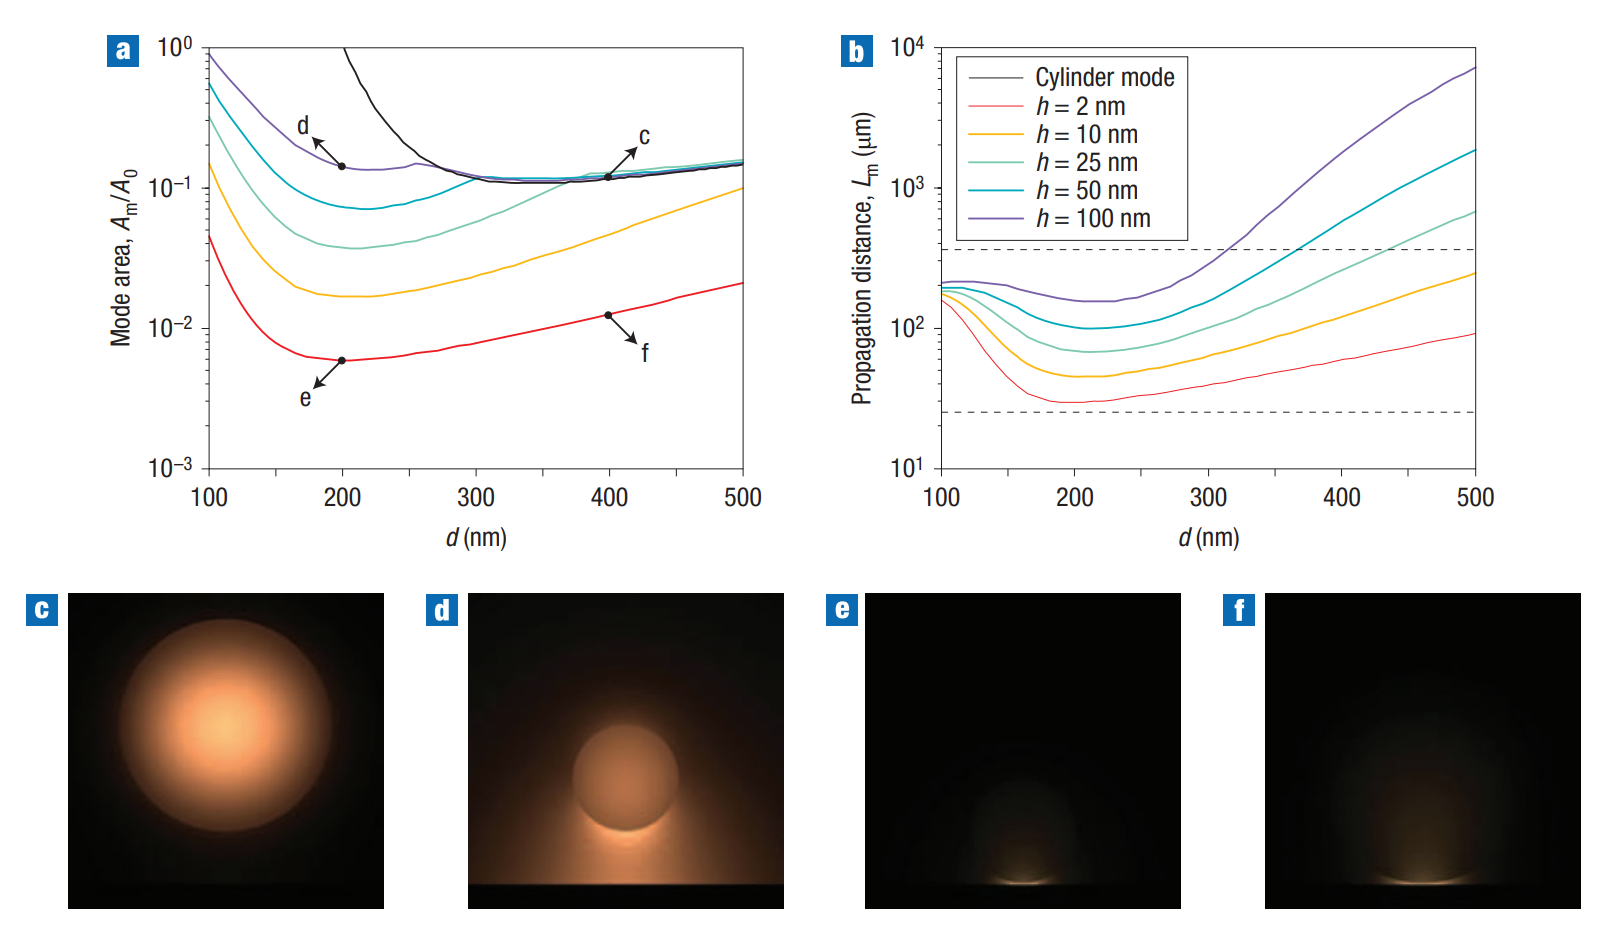 a
10⁰
10⁻¹
10⁻²
10⁻³
Mode area, Aₘ/A₀
d
c
e
f
100 200 300 400 500
d (nm)
b
10⁴
10³
10²
10¹
Propagation distance, Lₘ (μm)
Cylinder mode
h = 2 nm
h = 10 nm
h = 25 nm
h = 50 nm
h = 100 nm
100 200 300 400 500
d (nm)
c
d
e
f